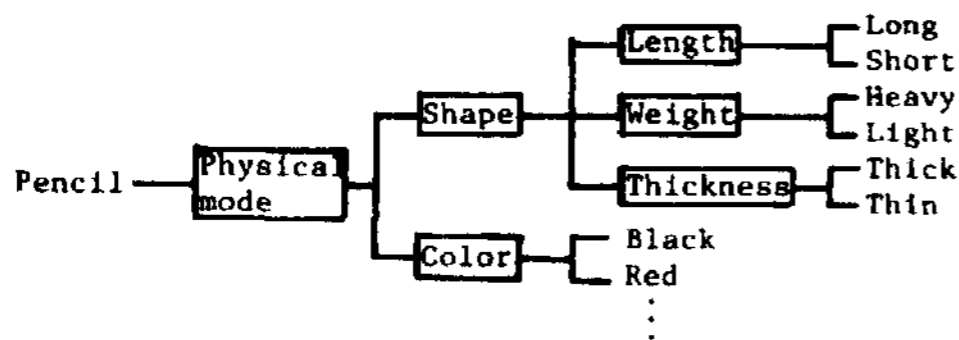 Pencil
Physical
mode
Shape
Length
Long
Short
Weight
Heavy
Light
Thickness
Thick
Thin
Color
Black
Red